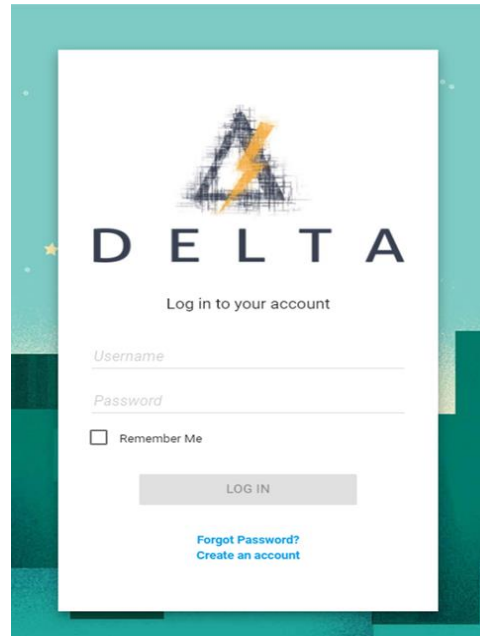 DELTA
Log in to your account
Username
Password
Remember Me
LOG IN
Forgot Password?
Create an account